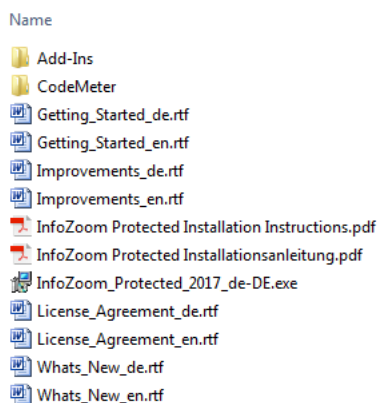 Name
Add-Ins
CodeMeter
Getting_Started_de.rtf
Getting_Started_en.rtf
Improvements_de.rtf
Improvements_en.rtf
InfoZoom Protected Installation Instructions.pdf
InfoZoom Protected Installationsanleitung.pdf
InfoZoom_Protected_2017_de-DE.exe
License_Agreement_de.rtf
License_Agreement_en.rtf
Whats_New_de.rtf
Whats_New_en.rtf